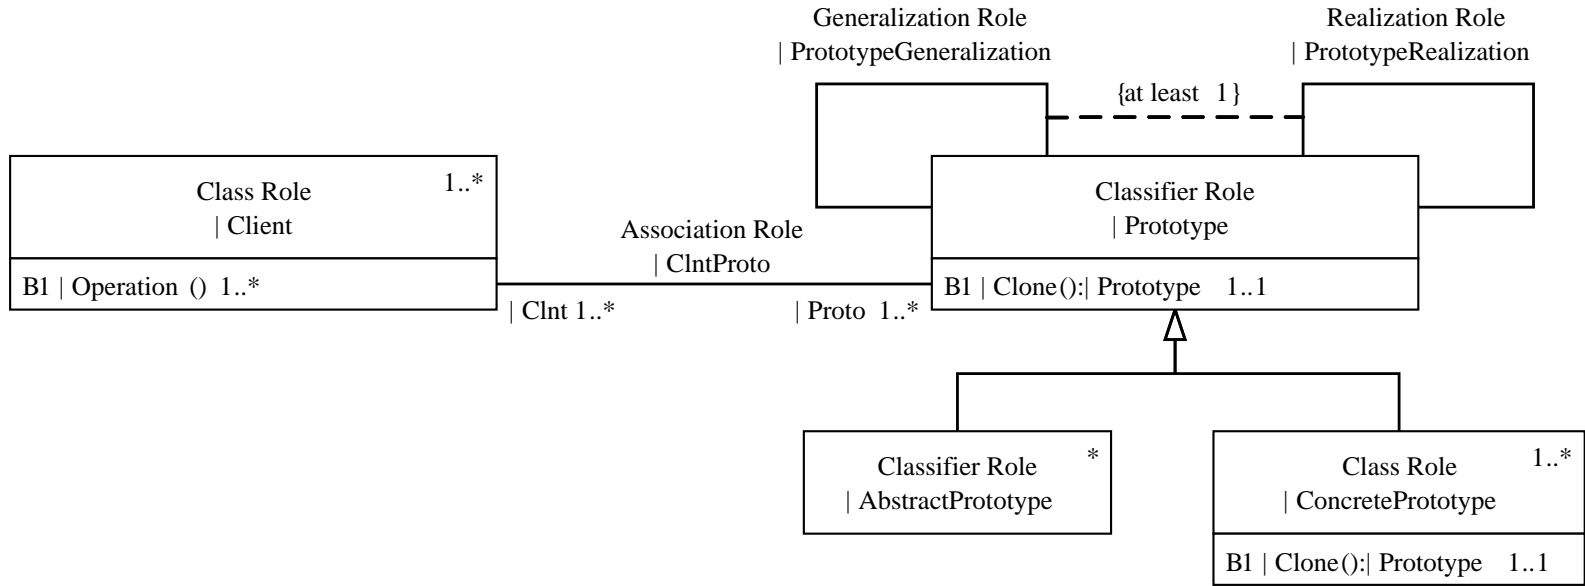 Generalization Role
| PrototypeGeneralization
Realization Role
| PrototypeRealization
{at least 1}
Class Role
1..*
| Client
B1 | Operation () 1..*
Association Role
| ClntProto
| Clnt 1..*
| Proto 1..*
Classifier Role
| Prototype
B1 | Clone():| Prototype 1..1
Classifier Role
*
| AbstractPrototype
Class Role
1..*
| ConcretePrototype
B1 | Clone():| Prototype 1..1